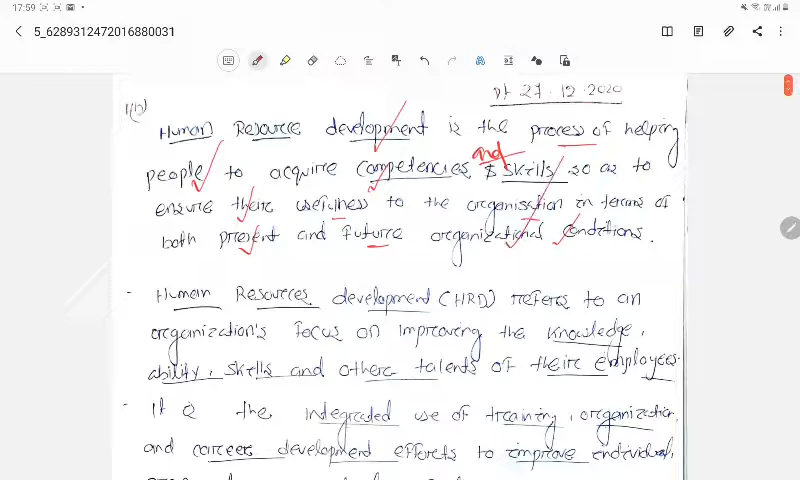 17:59
5_6289312472016880031
Dt 27.12.2020
1(b)
Human Resource development is the process of helping
people to acquire competencies and & skills so as to
ensure their usefulness to the organisation in terms of
both present and future organizational conditions.
- Human Resources development (HRD) refers to an
organization's focus on improving the knowledge,
ability, skills and other talents of their employees.
- It is the integrated use of training, organization,
and career development efforts to improve individual,